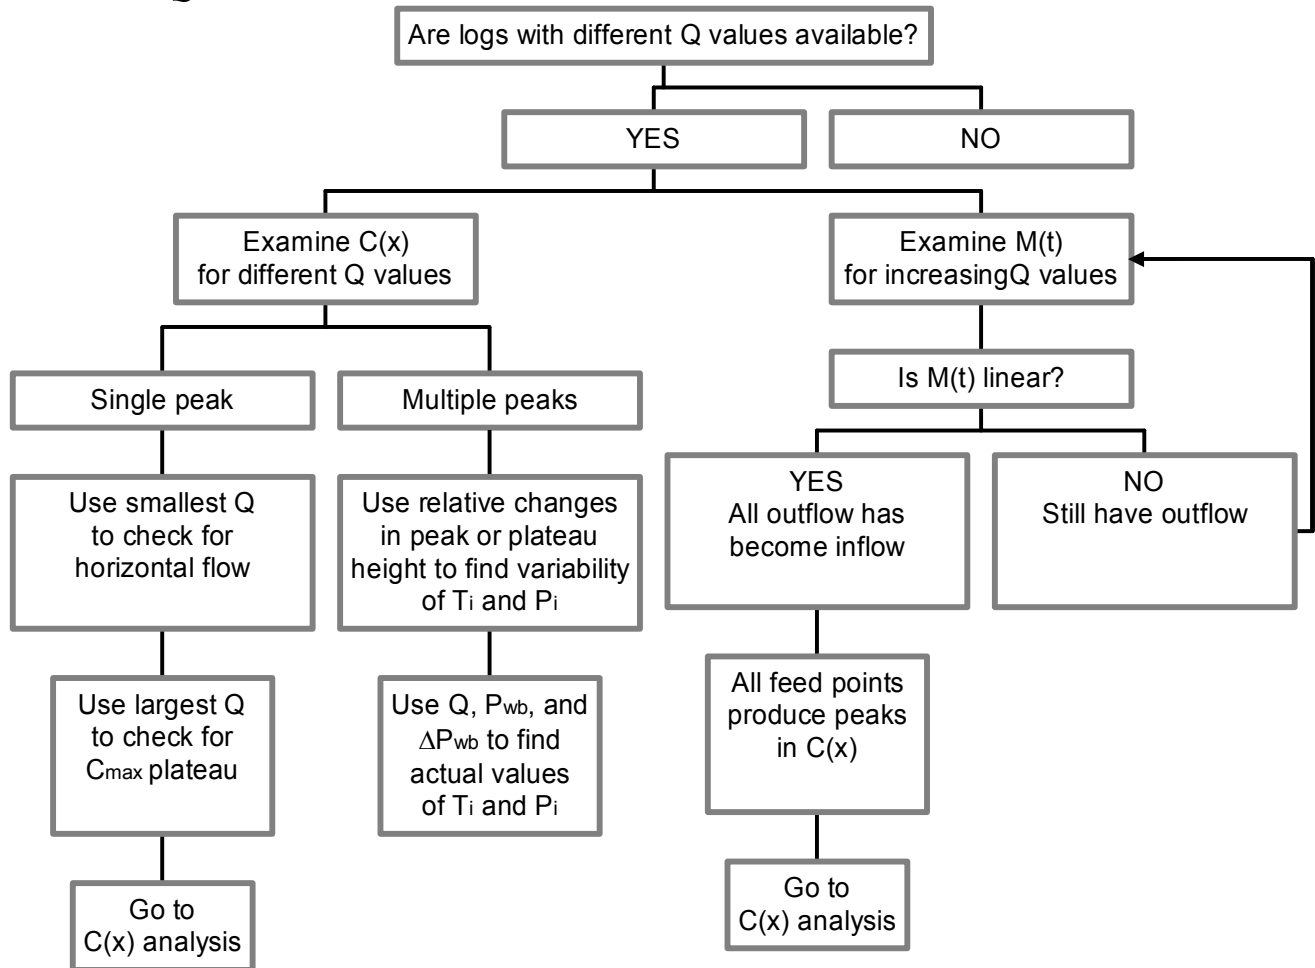 Are logs with different Q values available?
YES
NO
Examine C(x)
for different Q values
Examine M(t)
for increasingQ values
Single peak
Multiple peaks
Is M(t) linear?
Use smallest Q
to check for
horizontal flow
Use relative changes
in peak or plateau
height to find variability
of Ti and Pi
YES
All outflow has
become inflow
NO
Still have outflow
Use largest Q
to check for
Cmax plateau
Use Q, Pwb, and
ΔPwb to find
actual values
of Ti and Pi
All feed points
produce peaks
in C(x)
Go to
C(x) analysis
Go to
C(x) analysis